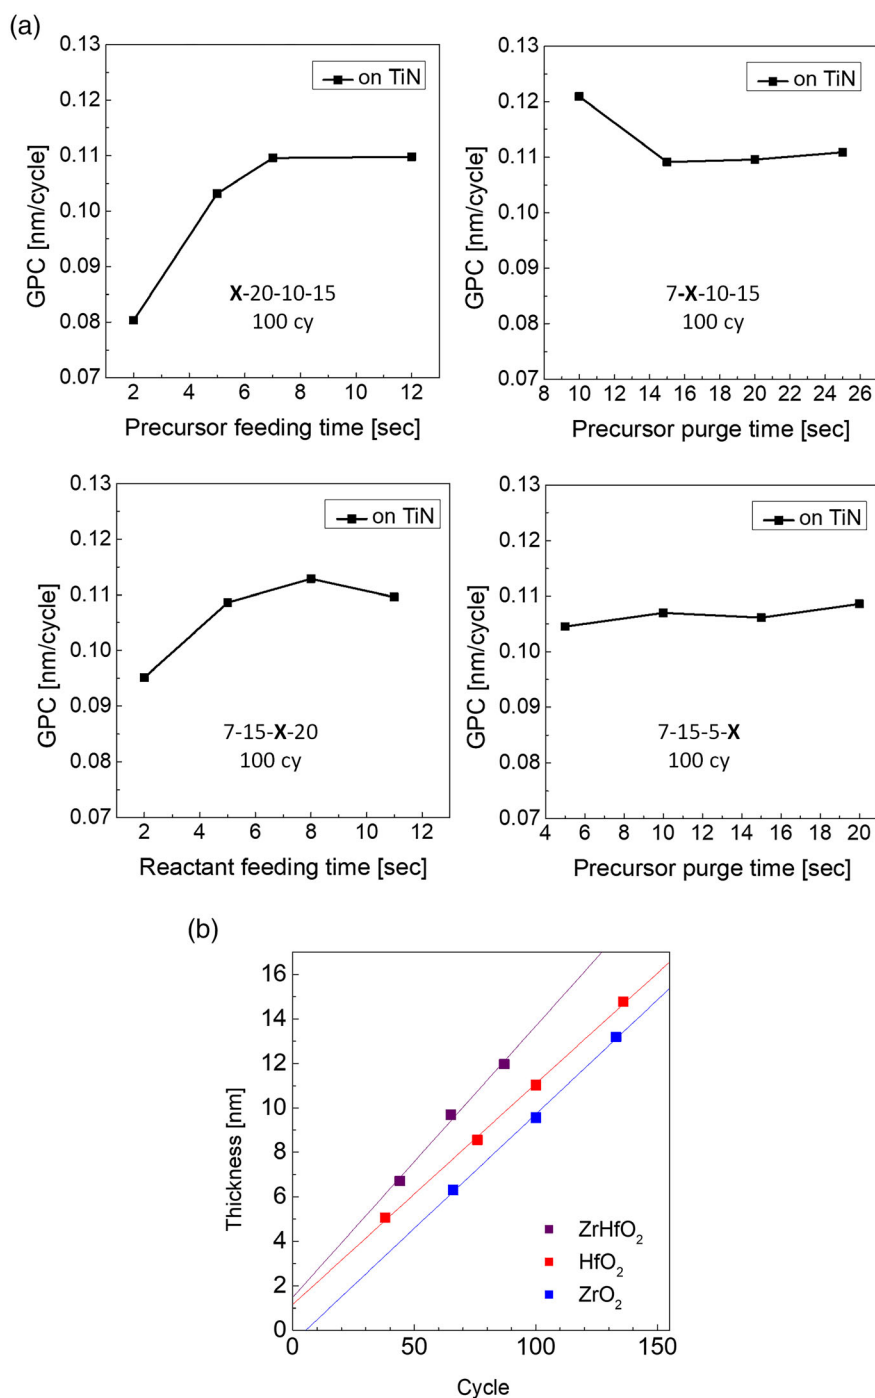 (a)
0.13
0.12
0.11
0.10
0.09
0.08
0.07
GPC [nm/cycle]
on TiN
X-20-10-15
100 cy
2 4 6 8 10 12
Precursor feeding time [sec]
0.13
0.12
0.11
0.10
0.09
0.08
0.07
GPC [nm/cycle]
on TiN
7-X-10-15
100 cy
8 10 12 14 16 18 20 22 24 26
Precursor purge time [sec]
0.13
0.12
0.11
0.10
0.09
0.08
0.07
GPC [nm/cycle]
on TiN
7-15-X-20
100 cy
2 4 6 8 10 12
Reactant feeding time [sec]
0.13
0.12
0.11
0.10
0.09
0.08
0.07
GPC [nm/cycle]
on TiN
7-15-5-X
100 cy
4 6 8 10 12 14 16 18 20
Precursor purge time [sec]
(b)
16
14
12
10
8
6
4
2
0
Thickness [nm]
ZrHfO₂
HfO₂
ZrO₂
0 50 100 150
Cycle